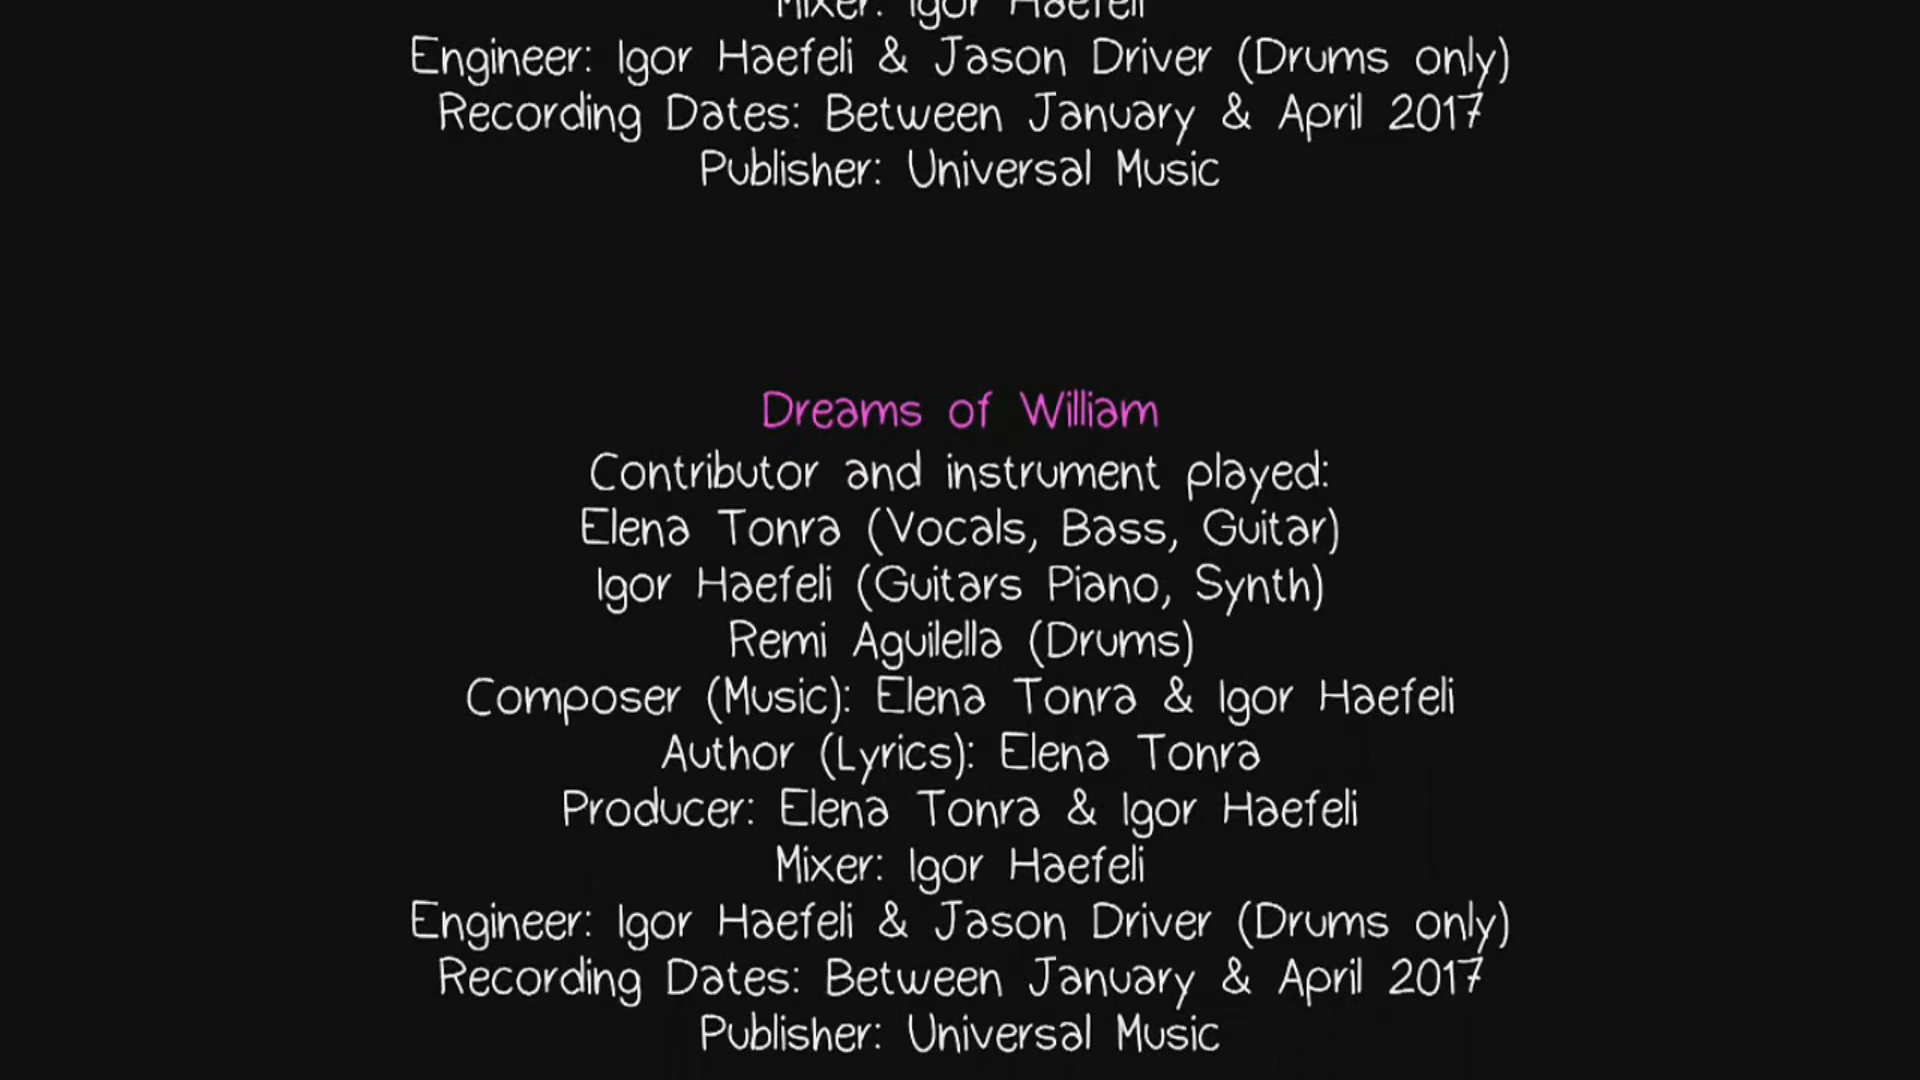 Mixer: Igor Haefeli
Engineer: Igor Haefeli & Jason Driver (Drums only)
Recording Dates: Between January & April 2017
Publisher: Universal Music
Dreams of William
Contributor and instrument played:
Elena Tonra (Vocals, Bass, Guitar)
Igor Haefeli (Guitars Piano, Synth)
Remi Aguilella (Drums)
Composer (Music): Elena Tonra & Igor Haefeli
Author (Lyrics): Elena Tonra
Producer: Elena Tonra & Igor Haefeli
Mixer: Igor Haefeli
Engineer: Igor Haefeli & Jason Driver (Drums only)
Recording Dates: Between January & April 2017
Publisher: Universal Music